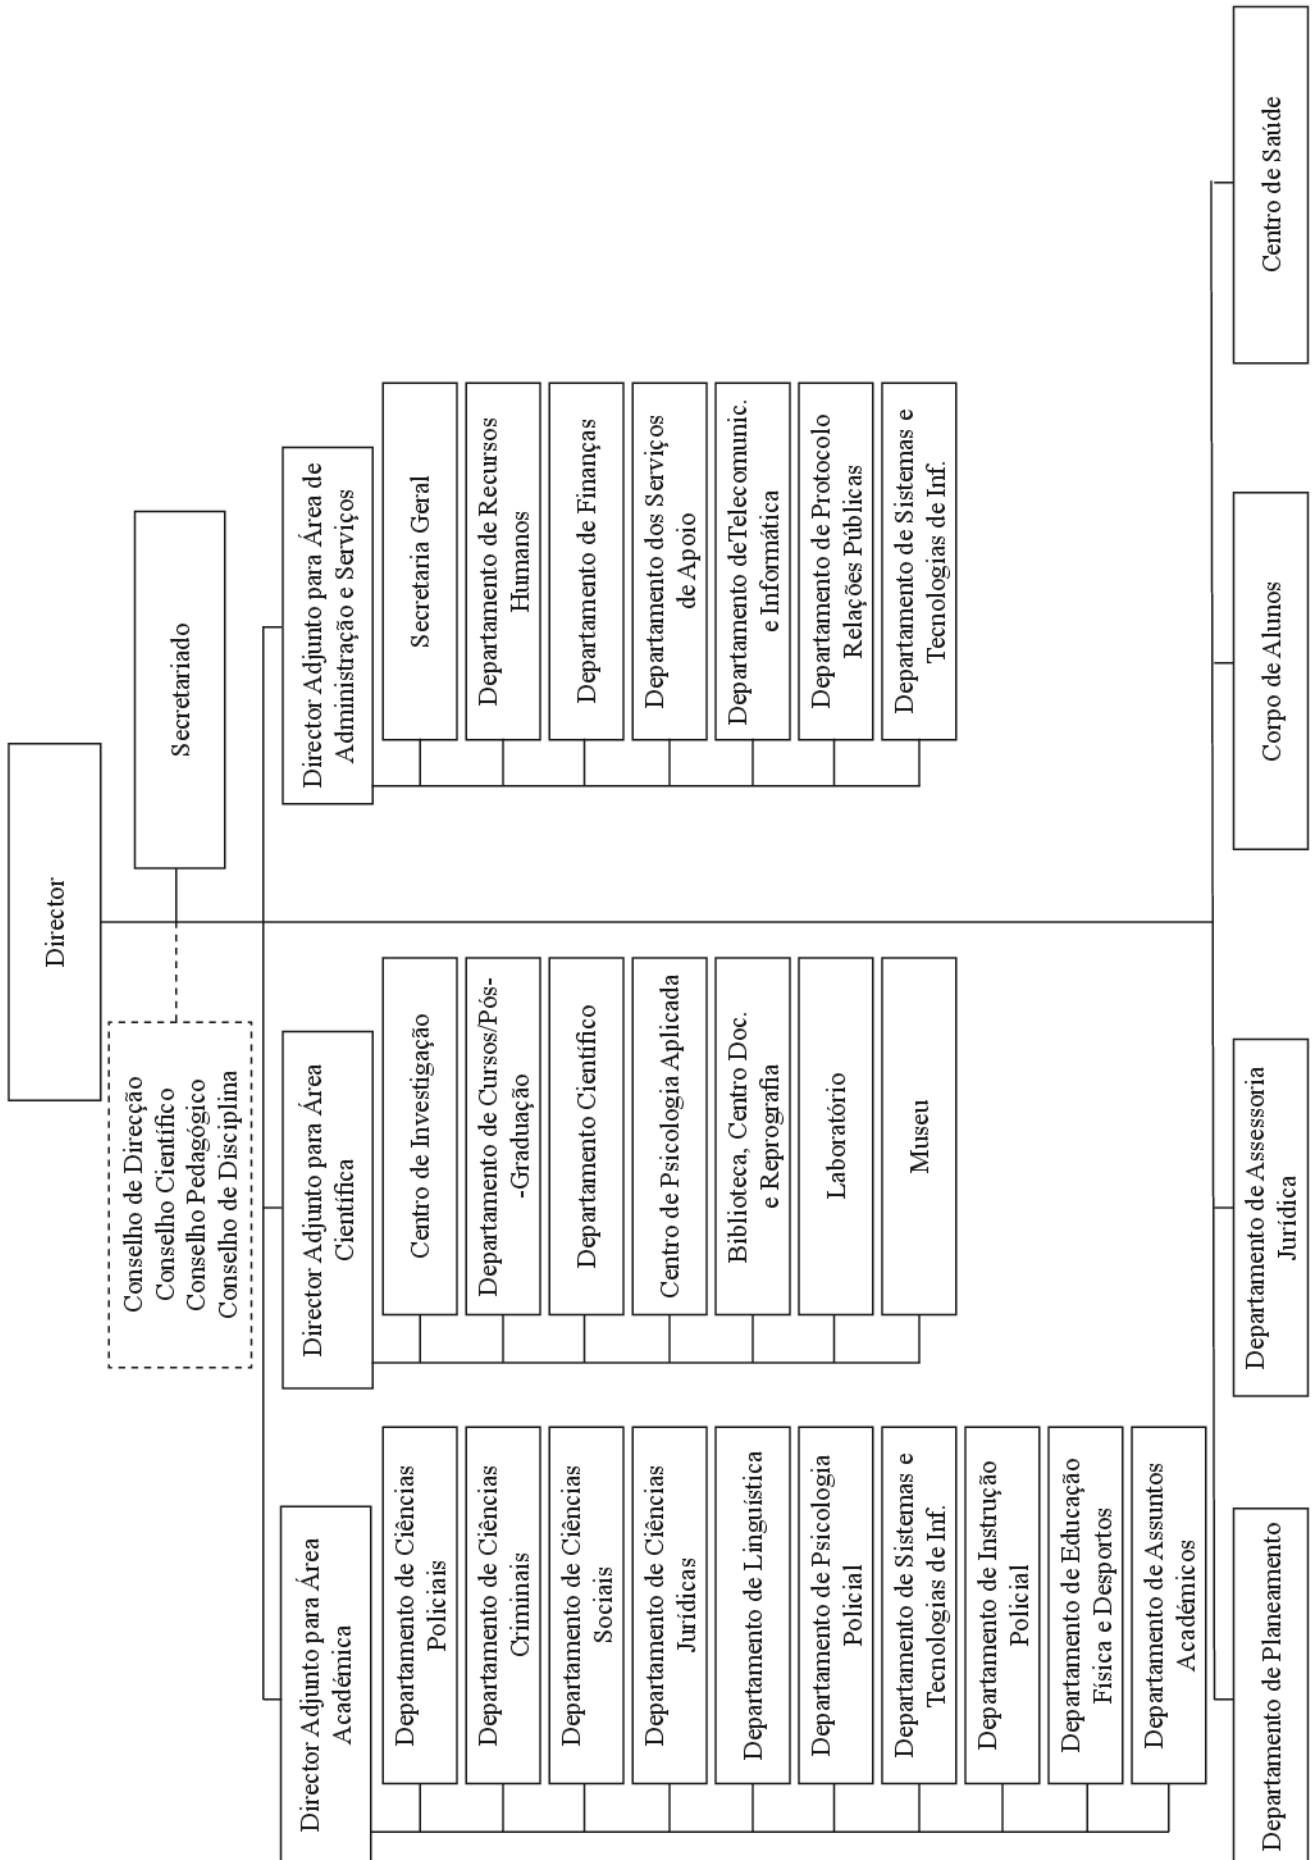 Director
Secretariado
Conselho de Direcção
Conselho Científico
Conselho Pedagógico
Conselho de Disciplina
Director Adjunto para Área
Académica
Departamento de Ciências
Policiais
Departamento de Ciências
Criminais
Departamento de Ciências
Sociais
Departamento de Ciências
Jurídicas
Departamento de Linguística
Departamento de Psicologia
Policial
Departamento de Sistemas e
Tecnologias de Inf.
Departamento de Instrução
Policial
Departamento de Educação
Física e Desportos
Departamento de Assuntos
Académicos
Director Adjunto para Área
Científica
Centro de Investigação
Departamento de Cursos/Pós-
-Graduação
Departamento Científico
Centro de Psicologia Aplicada
Biblioteca, Centro Doc.
e Reprografia
Laboratório
Museu
Director Adjunto para Área de
Administração e Serviços
Secretaria Geral
Departamento de Recursos
Humanos
Departamento de Finanças
Departamento dos Serviços
de Apoio
Departamento deTelecomunic.
e Informática
Departamento de Protocolo
Relações Públicas
Departamento de Sistemas e
Tecnologias de Inf.
Departamento de Planeamento
Departamento de Assessoria
Jurídica
Corpo de Alunos
Centro de Saúde